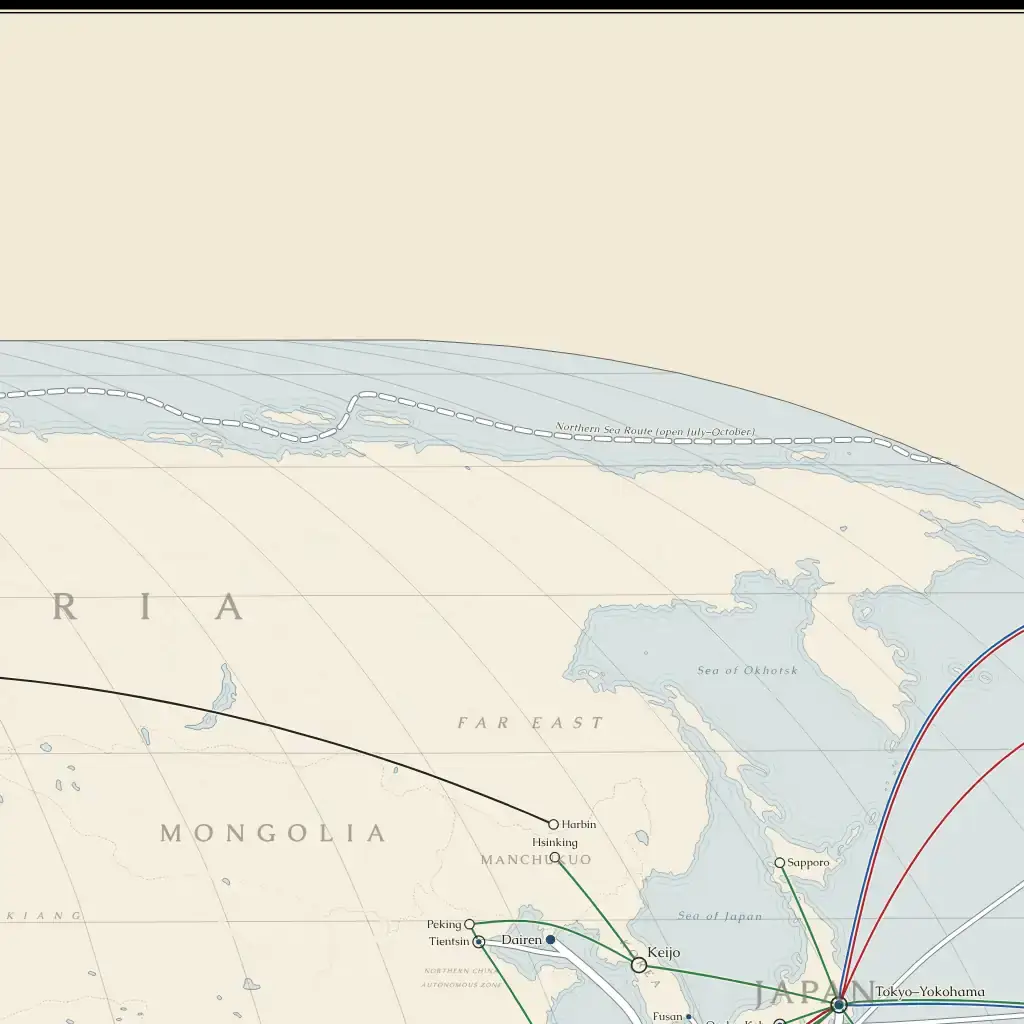 Northern Sea Route (open July–October)
R I A
Sea of Okhotsk
FAR EAST
Harbin
MONGOLIA
Hsinking
MANCHUKUO
Sapporo
KIANG
Sea of Japan
Peking
Tientsin
Dairen
Keijo
KOREA
NORTHERN CHINA
AUTONOMOUS ZONE
JAPAN
Tokyo–Yokohama
Fusan